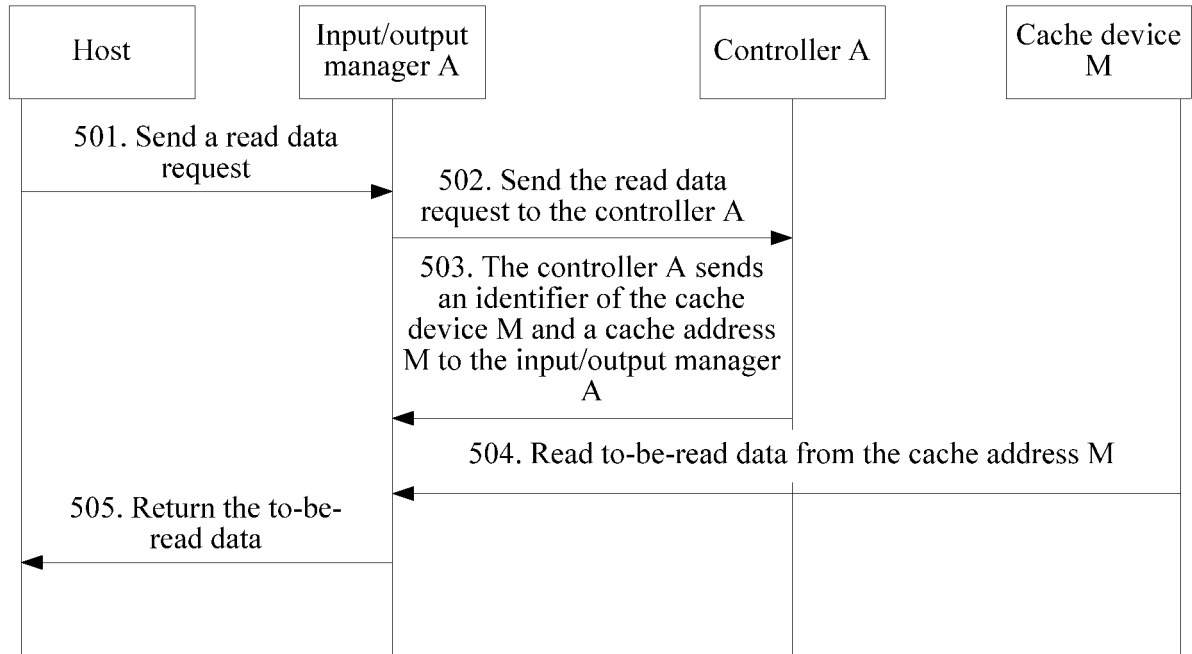 Host
Input/output
manager A
Controller A
Cache device
M
501. Send a read data
request
502. Send the read data
request to the controller A
503. The controller A sends
an identifier of the cache
device M and a cache address
M to the input/output manager
A
504. Read to-be-read data from the cache address M
505. Return the to-be-
read data